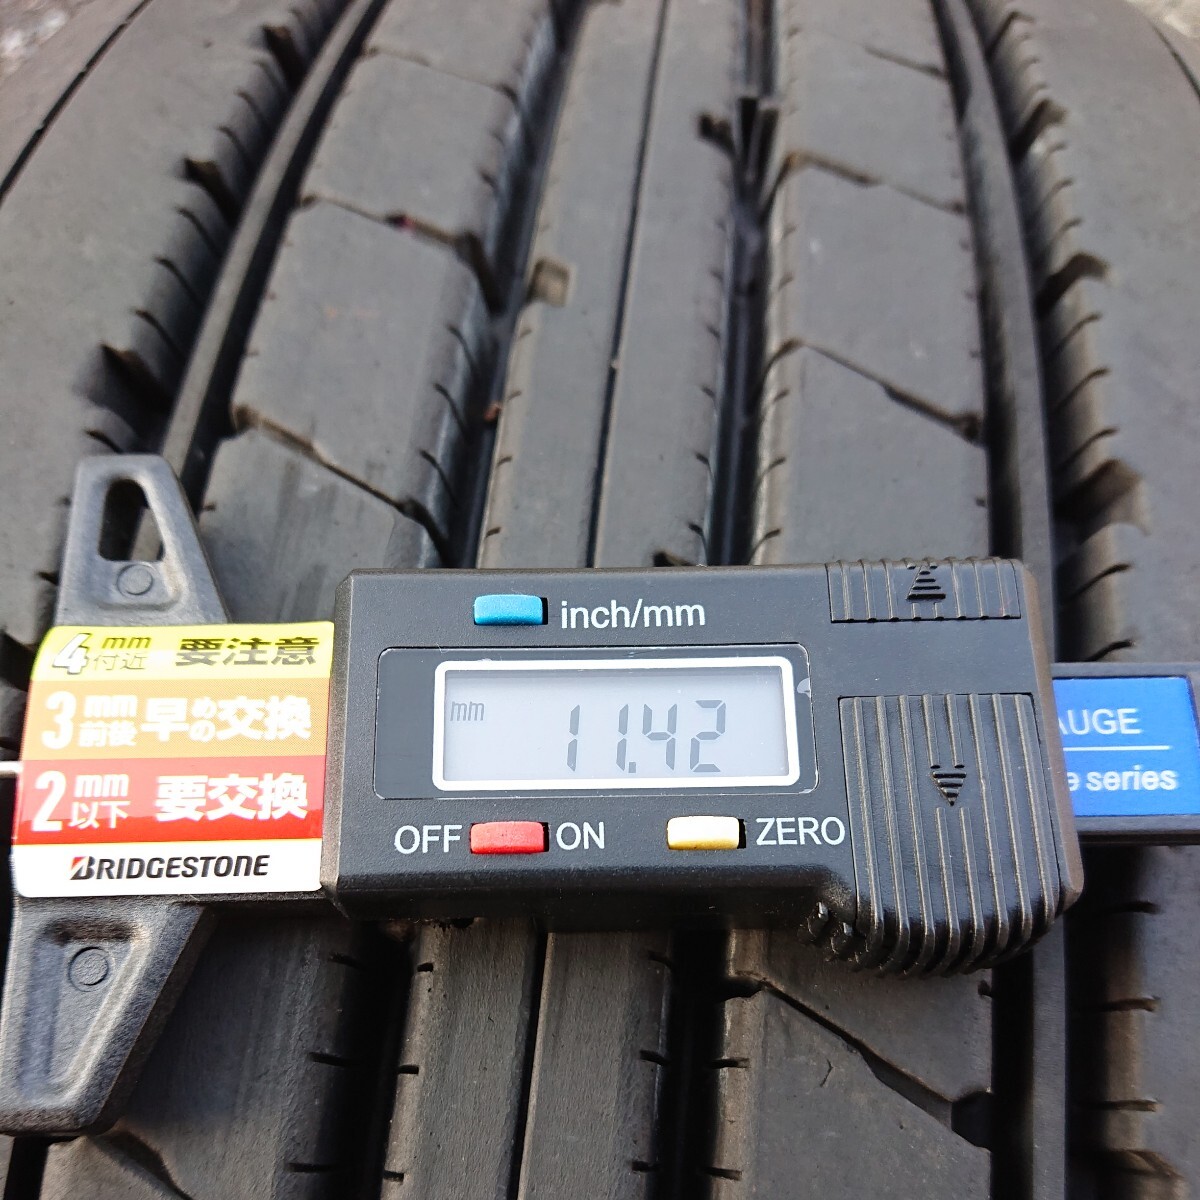 inch/mm
4mm付近 要注意
3mm前後 早めの交換
2mm以下 要交換
BRIDGESTONE
mm 11.42
OFF ON ZERO
AUGE
series